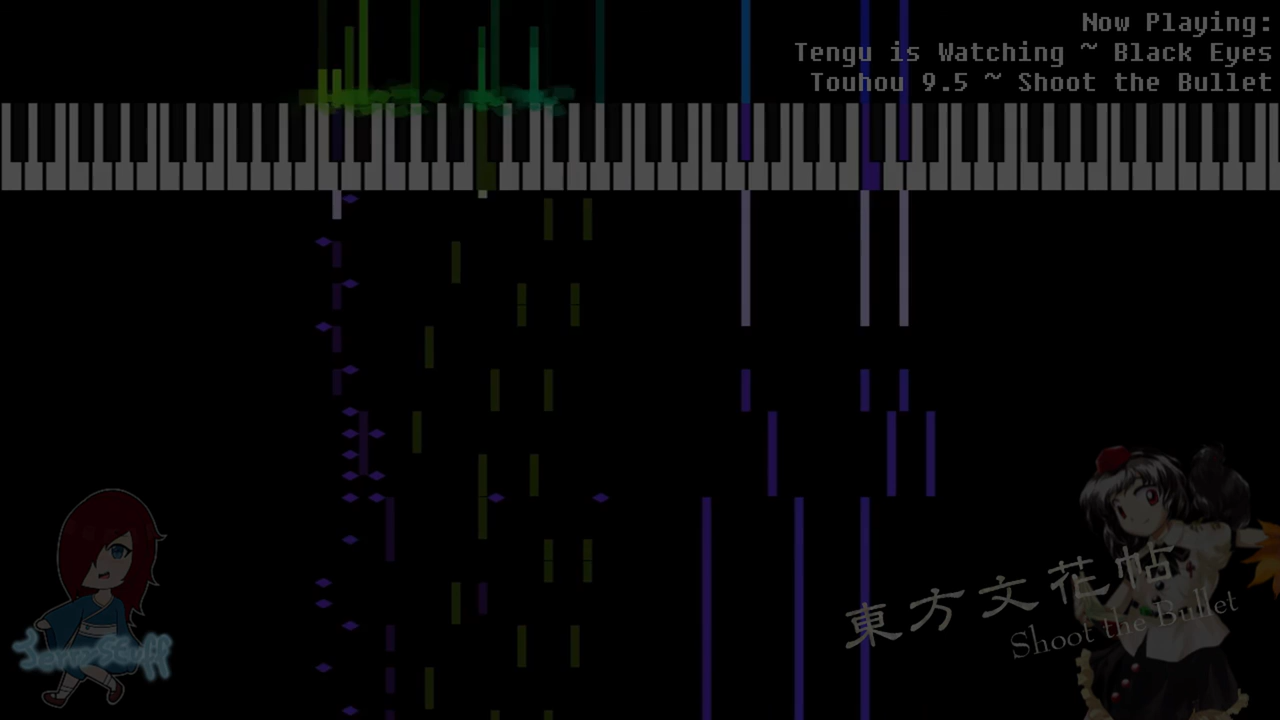 Now Playing:
Tengu is Watching ~ Black Eyes
Touhou 9.5 ~ Shoot the Bullet
東方文花帖
Shoot the Bullet